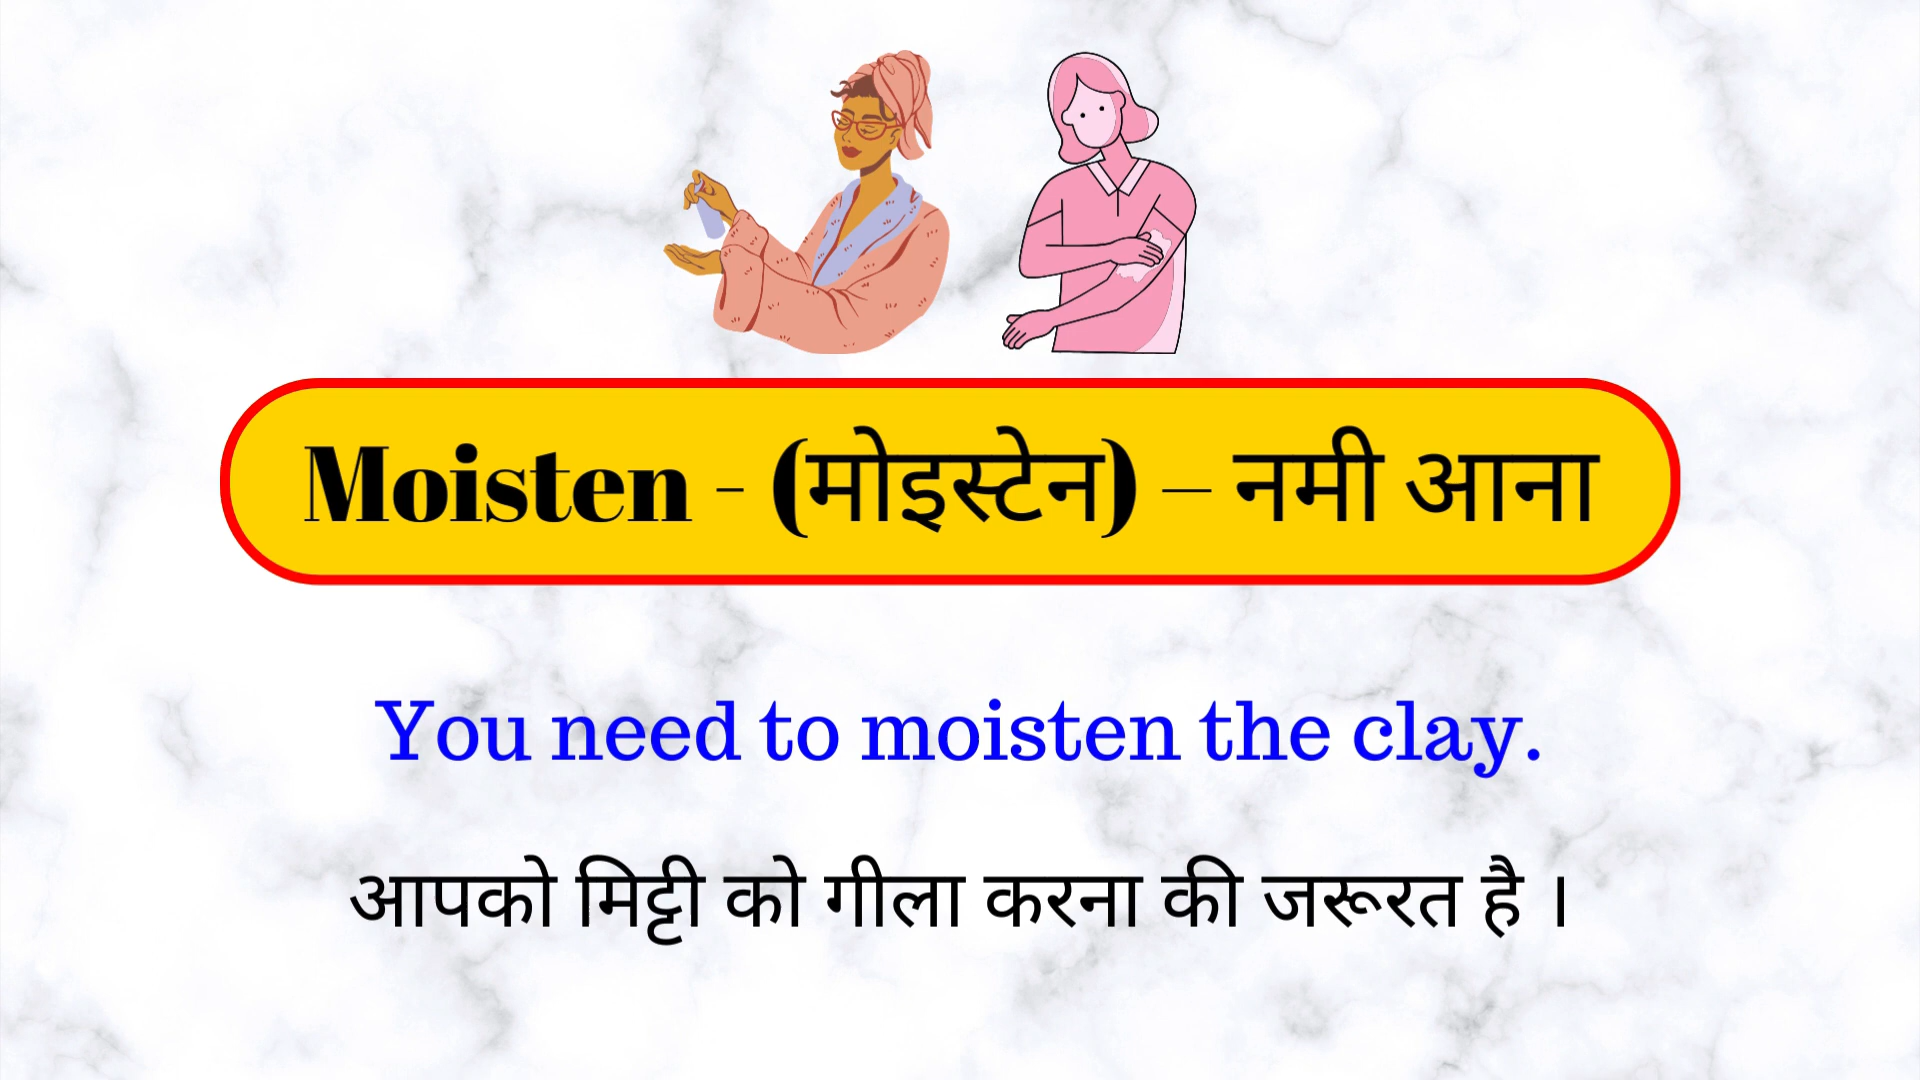 Moisten - (मोइस्टेन) – नमी आना
You need to moisten the clay.
आपको मिट्टी को गीला करना की जरूरत है ।